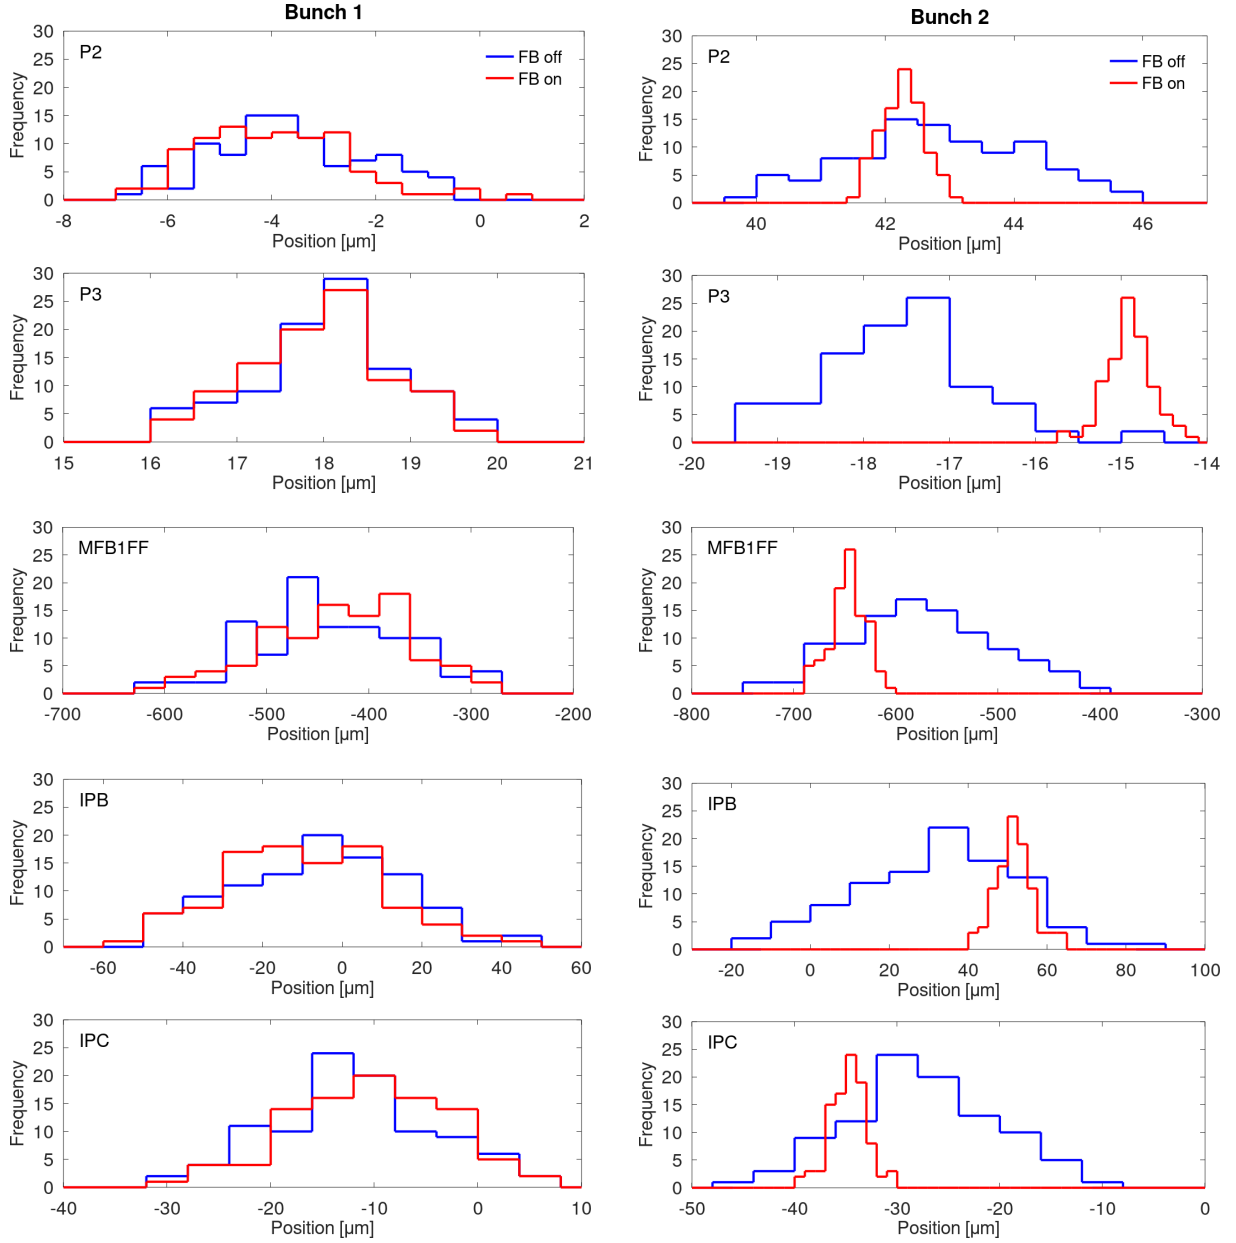 Bunch 1
30
25
20
15
10
5
0
Frequency
P2
FB off
FB on
-8 -6 -4 -2 0 2
Position [µm]
Bunch 2
30
25
20
15
10
5
0
Frequency
P2
FB off
FB on
40 42 44 46
Position [µm]
30
25
20
15
10
5
0
Frequency
P3
15 16 17 18 19 20 21
Position [µm]
30
25
20
15
10
5
0
Frequency
P3
-20 -19 -18 -17 -16 -15 -14
Position [µm]
30
25
20
15
10
5
0
Frequency
MFB1FF
-700 -600 -500 -400 -300 -200
Position [µm]
30
25
20
15
10
5
0
Frequency
MFB1FF
-800 -700 -600 -500 -400 -300
Position [µm]
30
25
20
15
10
5
0
Frequency
IPB
-60 -40 -20 0 20 40 60
Position [µm]
30
25
20
15
10
5
0
Frequency
IPB
-20 0 20 40 60 80 100
Position [µm]
30
25
20
15
10
5
0
Frequency
IPC
-40 -30 -20 -10 0 10
Position [µm]
30
25
20
15
10
5
0
Frequency
IPC
-50 -40 -30 -20 -10 0
Position [µm]